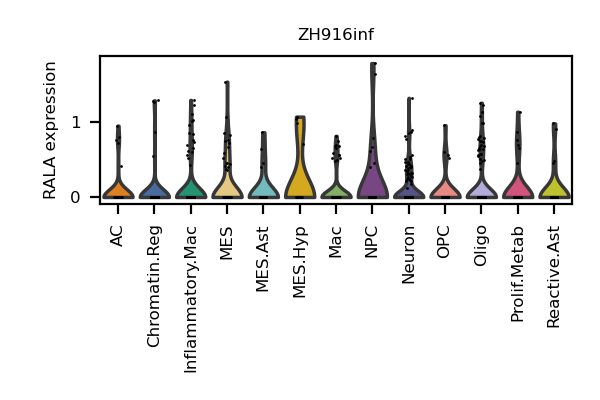 ZH916inf
RALA expression
1
0
AC
Chromatin.Reg
Inflammatory.Mac
MES
MES.Ast
MES.Hyp
Mac
NPC
Neuron
OPC
Oligo
Prolif.Metab
Reactive.Ast